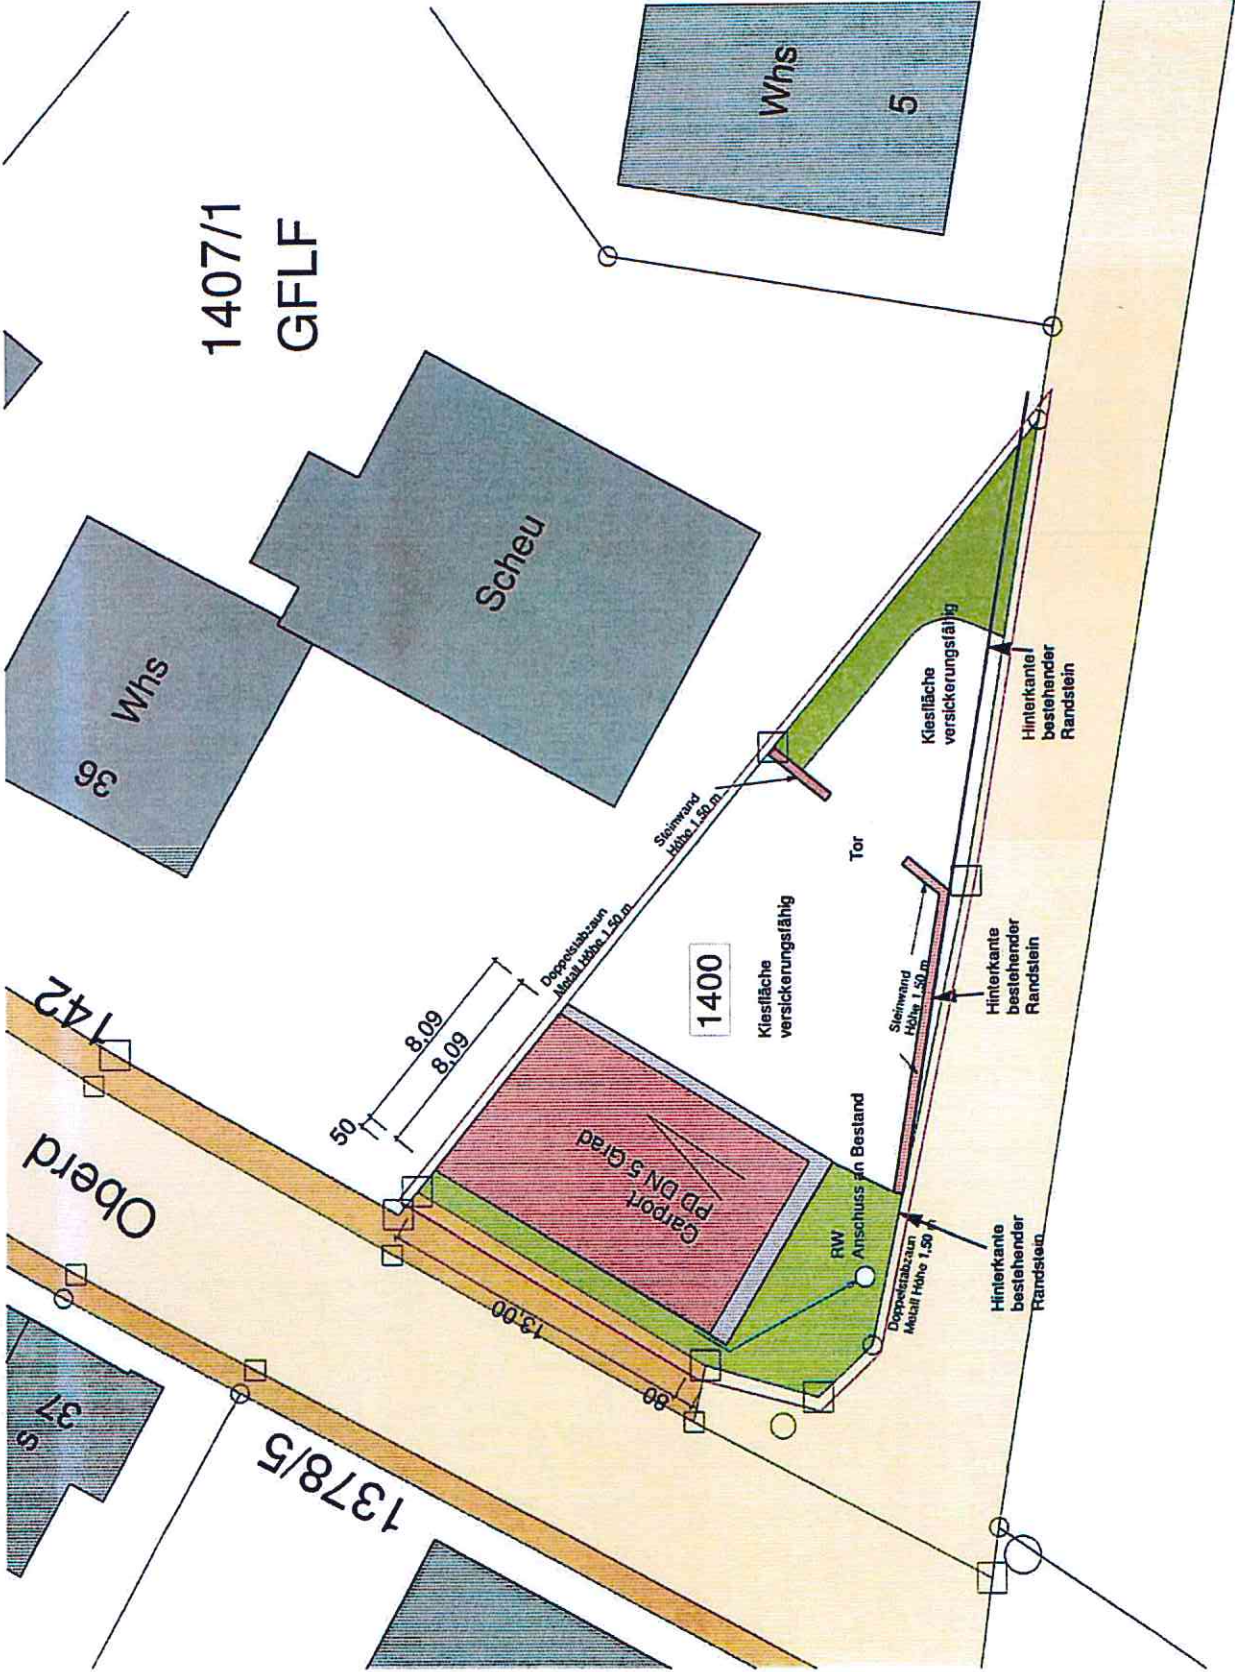 Whs
5
1407/1
GFLF
Scheu
Whs
36
142
Oberd
37
s
1378/5
50
8,09
8,09
13,00
80
Doppelstabzaun
Metall Höhe 1,50 m
Steinwand
Höhe 1,50 m
Carport
PD DN 5 Grad
1400
Kiesfläche
versickerungsfähig
Tor
Kiesfläche
versickerungsfähig
Hinterkante
bestehender
Randstein
Steinwand
Höhe 1,50 m
Hinterkante
bestehender
Randstein
RW
Anschuss an Bestand
Doppelstabzaun
Metall Höhe 1,50 m
Hinterkante
bestehender
Randstein